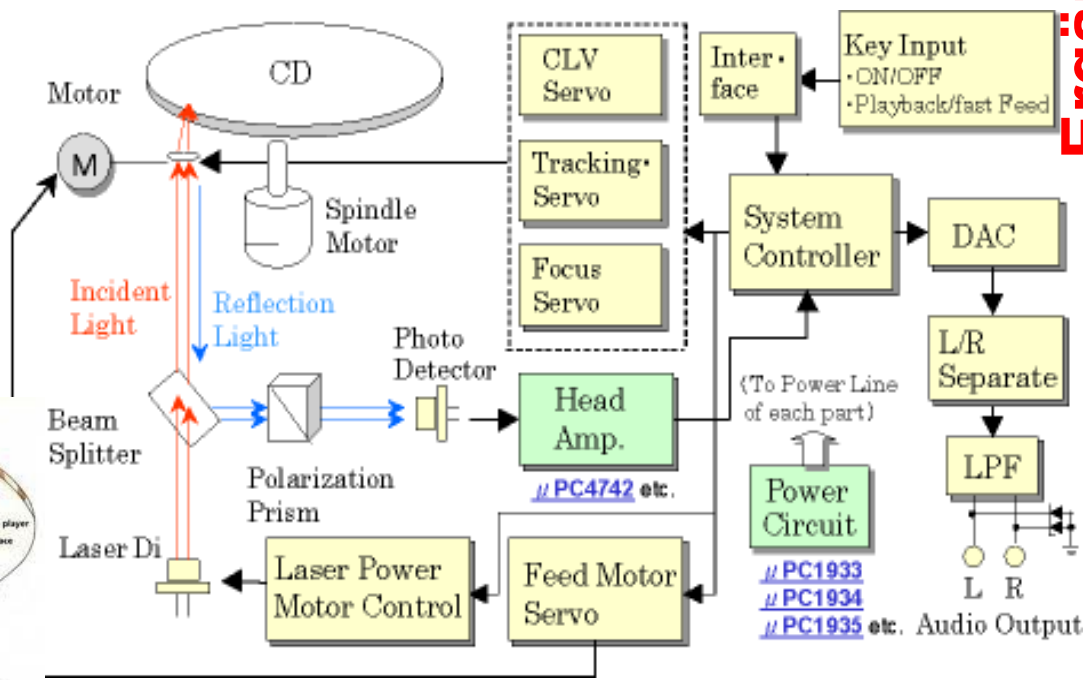 CD
Motor
M
Spindle
Motor
Incident
Light
Reflection
Light
Photo
Detector
Beam
Splitter
Polarization
Prism
Laser Di
player
CLV
Servo
Tracking・
Servo
Focus
Servo
Inter・
face
Key Input
・ON/OFF
・Playback/fast Feed
System
Controller
DAC
L/R
Separate
LPF
L R
Audio Output
Head
Amp.
μPC4742 etc.
(To Power Line
of each part)
Power
Circuit
μPC1933
μPC1934
μPC1935 etc.
Laser Power
Motor Control
Feed Motor
Servo